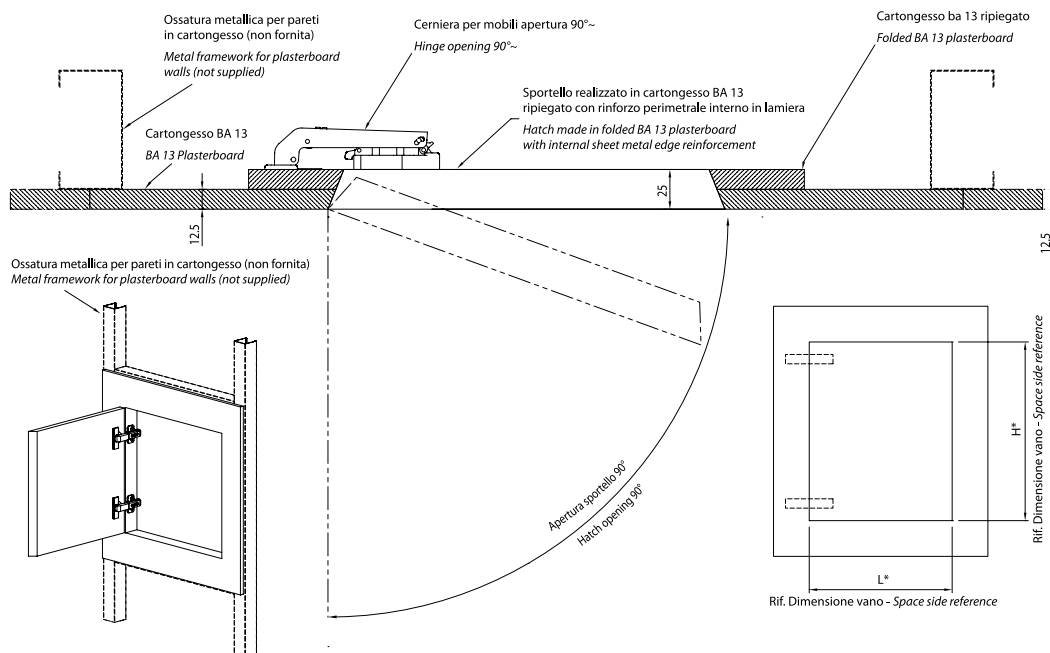 Ossatura metallica per pareti
in cartongesso (non fornita)
Metal framework for plasterboard
walls (not supplied)
Cerniera per mobili apertura 90°~
Hinge opening 90°~
Cartongesso ba 13 ripiegato
Folded BA 13 plasterboard
Sportello realizzato in cartongesso BA 13
ripiegato con rinforzo perimetrale interno in lamiera
Hatch made in folded BA 13 plasterboard
with internal sheet metal edge reinforcement
Cartongesso BA 13
BA 13 Plasterboard
25
12.5
12.5
Ossatura metallica per pareti in cartongesso (non fornita)
Metal framework for plasterboard walls (not supplied)
Apertura sportello 90°
Hatch opening 90°
H*
Rif. Dimensione vano - Space side reference
L*
Rif. Dimensione vano - Space side reference